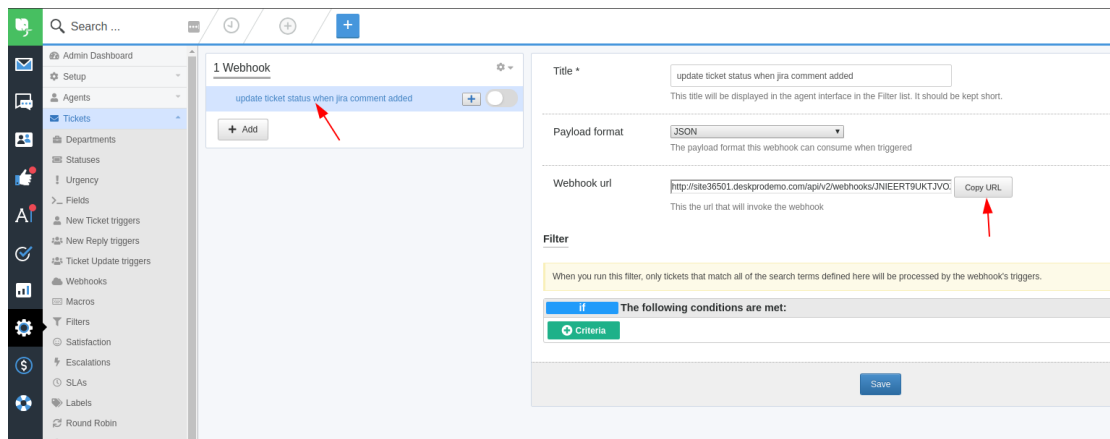 Search ...
Admin Dashboard
Setup
Agents
Tickets
Departments
Statuses
Urgency
Fields
New Ticket triggers
New Reply triggers
Ticket Update triggers
Webhooks
Macros
Filters
Satisfaction
Escalations
SLAs
Labels
Round Robin
1 Webhook
update ticket status when jira comment added
Add
Title *
update ticket status when jira comment added
This title will be displayed in the agent interface in the Filter list. It should be kept short.
Payload format
JSON
The payload format this webhook can consume when triggered
Webhook url
http://site36501.deskprodemo.com/api/v2/webhooks/JNIEERT9UKTJVO
Copy URL
This the url that will invoke the webhook
Filter
When you run this filter, only tickets that match all of the search terms defined here will be processed by the webhook's triggers.
if The following conditions are met:
Criteria
Save